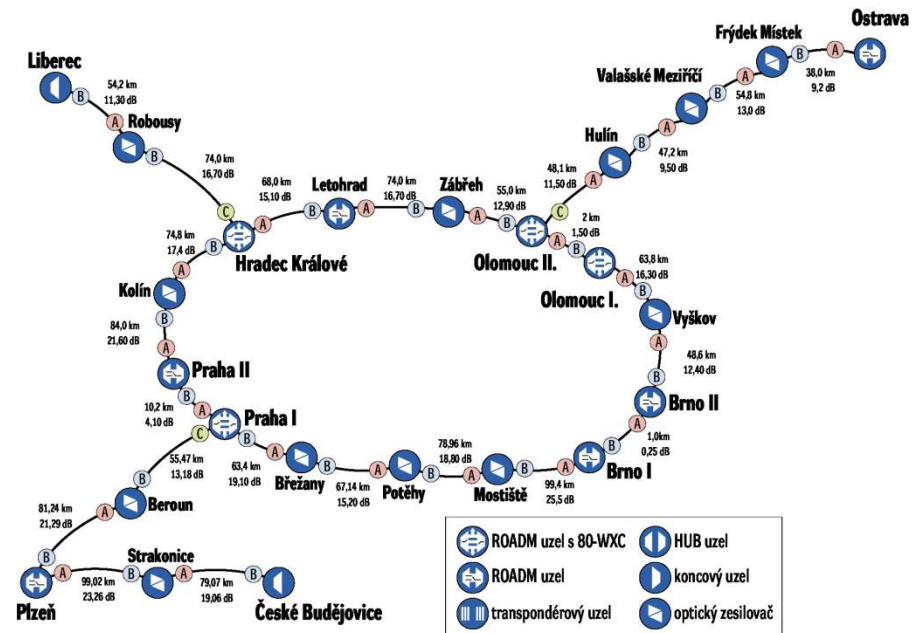 Ostrava
Frýdek Místek
B
A
38,0 km
9,2 dB
Valašské Meziříčí
A
54,8 km
13,0 dB
B
Liberec
B
54,2 km
11,30 dB
A
Robousy
B
Hulín
B
A
47,2 km
9,50 dB
48,1 km
11,50 dB
A
74,0 km
16,70 dB
C
68,0 km
15,10 dB
Letohrad
74,0 km
16,70 dB
Zábřeh
55,0 km
12,90 dB
A
B
A
B
A
B
C
2 km
1,50 dB
Olomouc II.
A
B
74,8 km
17,4 dB
B
A
Hradec Králové
63,8 km
16,30 dB
Olomouc I.
A
B
Kolín
B
84,0 km
21,60 dB
A
Vyškov
A
48,6 km
12,40 dB
B
Praha II
B
10,2 km
4,10 dB
A
Praha I
Brno II
A
1,0km
0,25 dB
B
C
B
63,4 km
19,10 dB
A
Břežany
B
67,14 km
15,20 dB
A
Potěhy
B
78,96 km
18,80 dB
A
Mostiště
B
99,4 km
25,5 dB
A
Brno I
55,47 km
13,18 dB
B
Beroun
A
81,24 km
21,29 dB
B
Plzeň
A
99,02 km
23,26 dB
B
Strakonice
A
79,07 km
19,06 dB
B
České Budějovice
ROADM uzel s 80-WXC
HUB uzel
ROADM uzel
koncový uzel
transpondérový uzel
optický zesilovač